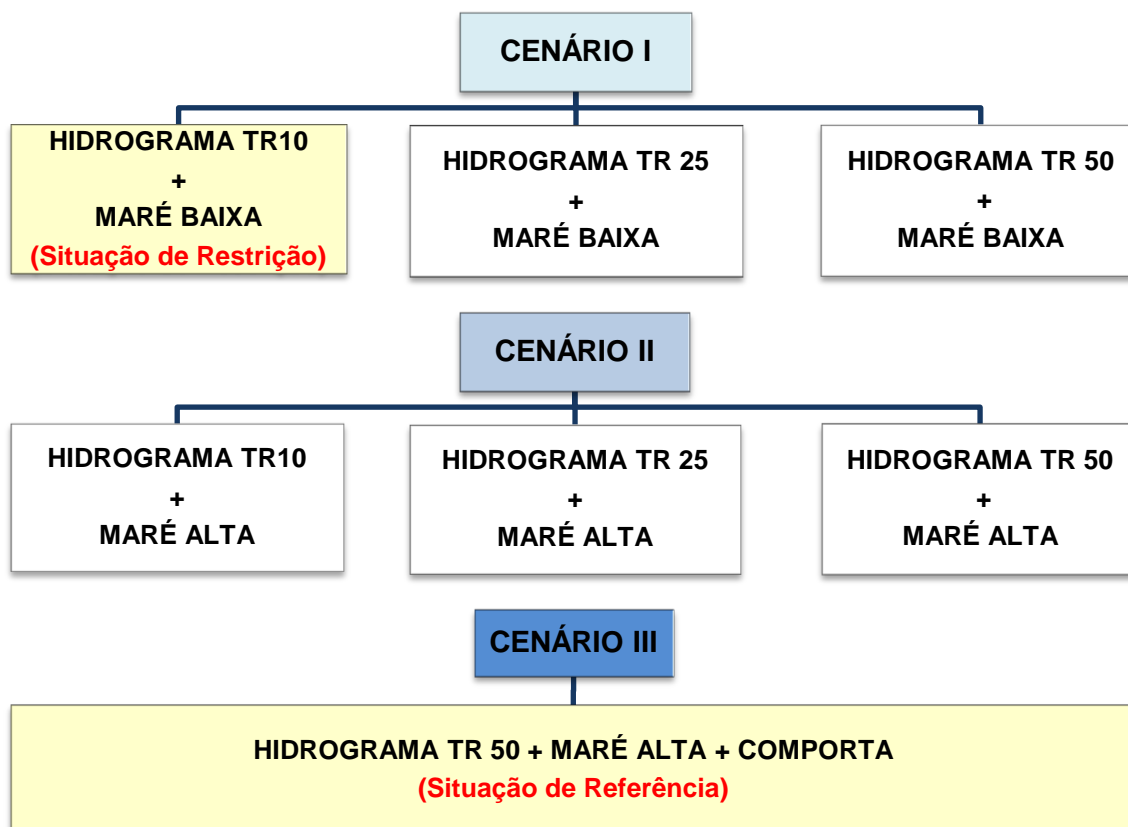 CENÁRIO I
HIDROGRAMA TR10
+
MARÉ BAIXA
(Situação de Restrição)
HIDROGRAMA TR 25
+
MARÉ BAIXA
HIDROGRAMA TR 50
+
MARÉ BAIXA
CENÁRIO II
HIDROGRAMA TR10
+
MARÉ ALTA
HIDROGRAMA TR 25
+
MARÉ ALTA
HIDROGRAMA TR 50
+
MARÉ ALTA
CENÁRIO III
HIDROGRAMA TR 50 + MARÉ ALTA + COMPORTA
(Situação de Referência)